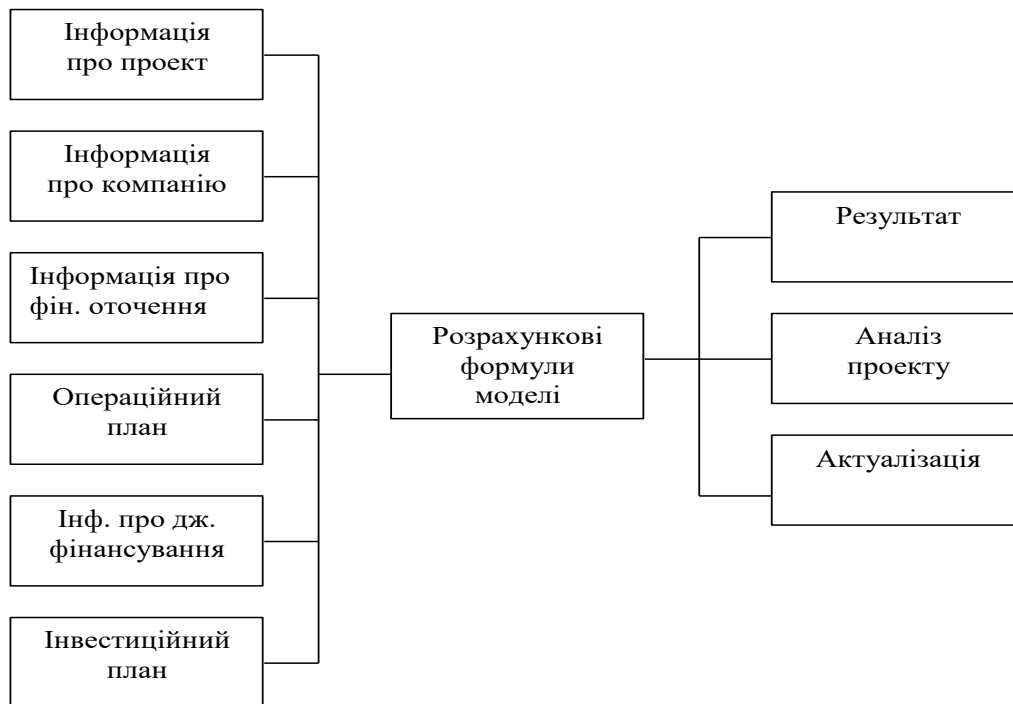 Інформація
про проект
Інформація
про компанію
Інформація про
фін. оточення
Операційний
план
Інф. про дж.
фінансування
Інвестиційний
план
Розрахункові
формули
моделі
Результат
Аналіз
проекту
Актуалізація